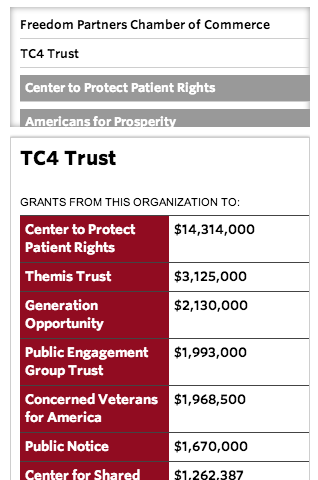 Freedom Partners Chamber of Commerce
TC4 Trust
Center to Protect Patient Rights
Americans for Prosperity
TC4 Trust
GRANTS FROM THIS ORGANIZATION TO:
Center to Protect $14,314,000
Patient Rights
Themis Trust $3,125,000
Generation $2,130,000
Opportunity
Public Engagement $1,993,000
Group Trust
Concerned Veterans $1,968,500
for America
Public Notice $1,670,000
Center for Shared $1,262,387